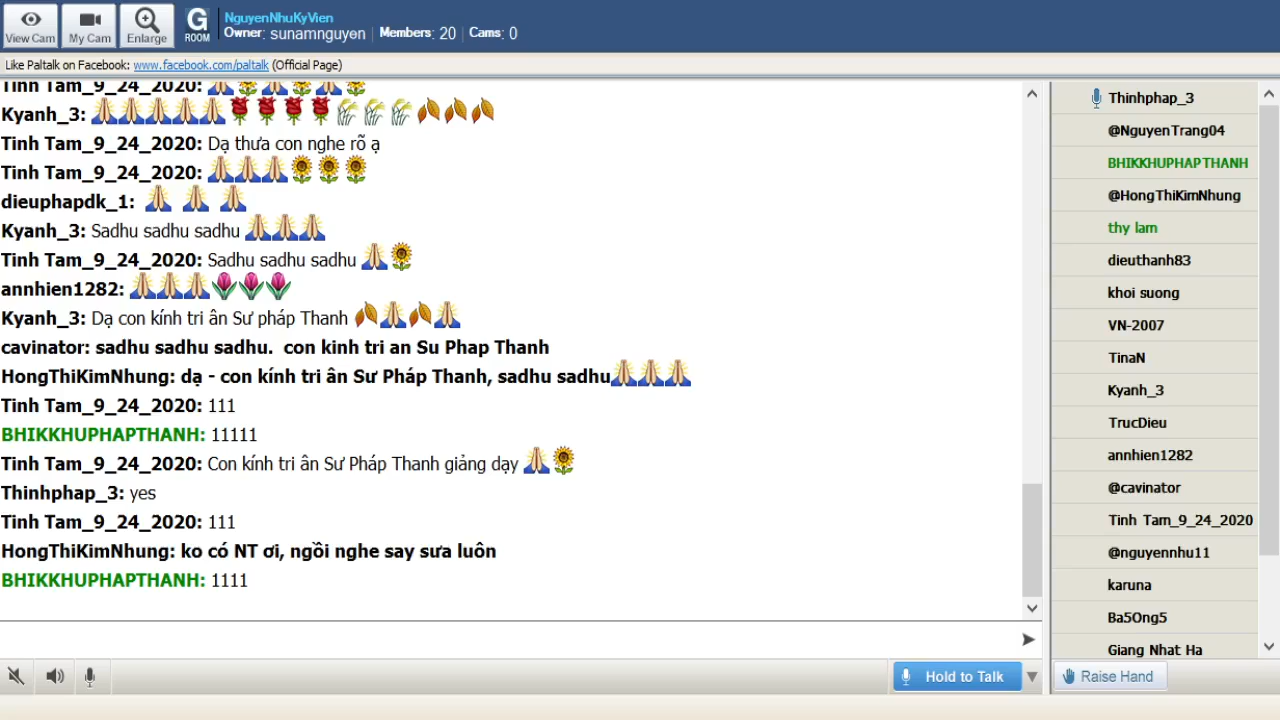 NguyenNhuKyVien
Owner: sunamnguyen | Members: 20 | Cams: 0
View Cam
My Cam
Enlarge
G ROOM
Like Paltalk on Facebook: www.facebook.com/paltalk (Official Page)
Tinh Tam_9_24_2020:
Kyanh_3:
Tinh Tam_9_24_2020: Dạ thưa con nghe rõ ạ
Tinh Tam_9_24_2020:
dieuphapdk_1:
Kyanh_3: Sadhu sadhu sadhu
Tinh Tam_9_24_2020: Sadhu sadhu sadhu
annhien1282:
Kyanh_3: Dạ con kính tri ân Sư pháp Thanh
cavinator: sadhu sadhu sadhu. con kinh tri an Su Phap Thanh
HongThiKimNhung: dạ - con kính tri ân Sư Pháp Thanh, sadhu sadhu
Tinh Tam_9_24_2020: 111
BHIKKHUPHAPTHANH: 11111
Tinh Tam_9_24_2020: Con kính tri ân Sư Pháp Thanh giảng dạy
Thinhphap_3: yes
Tinh Tam_9_24_2020: 111
HongThiKimNhung: ko có NT ơi, ngồi nghe say sưa luôn
BHIKKHUPHAPTHANH: 1111
Hold to Talk
Thinhphap_3
@NguyenTrang04
BHIKKHUPHAPTHANH
@HongThiKimNhung
thy lam
dieuthanh83
khoi suong
VN-2007
TinaN
Kyanh_3
TrucDieu
annhien1282
@cavinator
Tinh Tam_9_24_2020
@nguyennhu11
karuna
Ba5Ong5
Giang Nhat Ha
Raise Hand